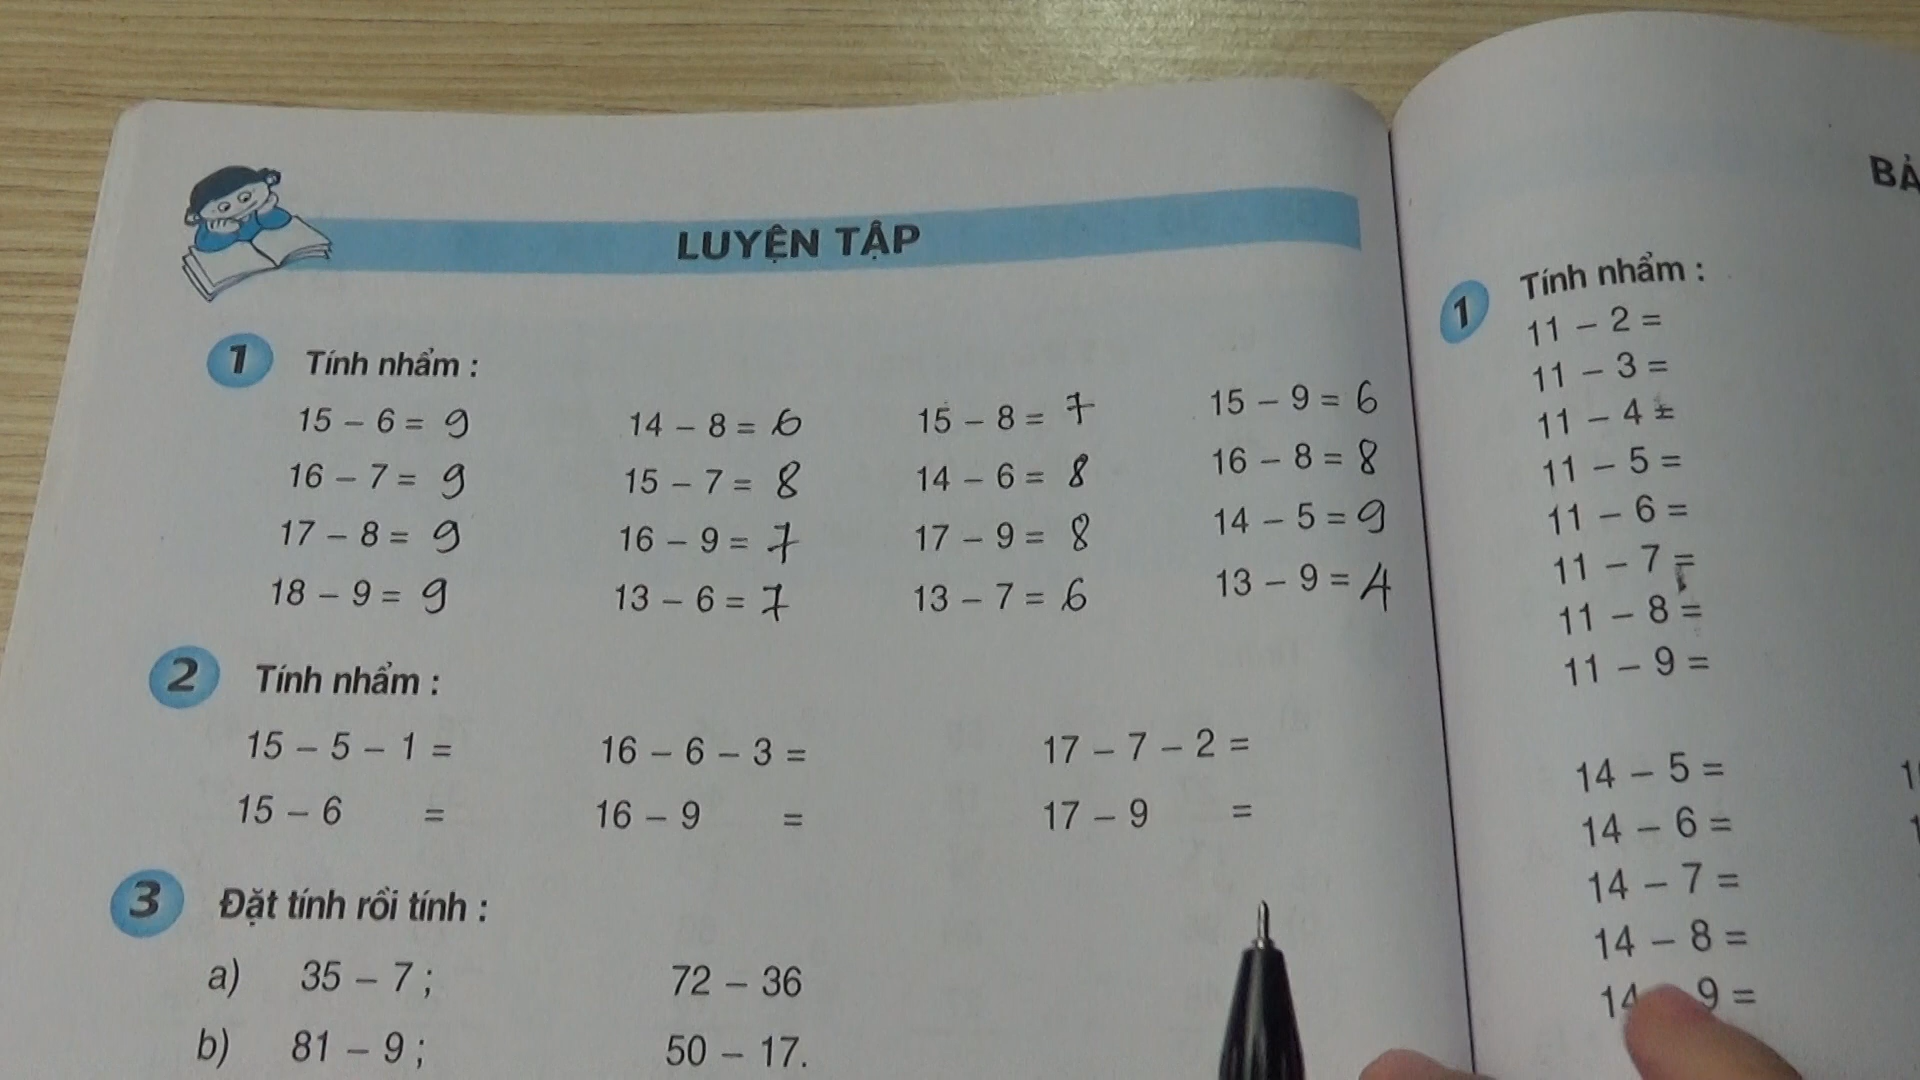 LUYỆN TẬP
1 Tính nhẩm :
15 – 6 = 9 14 – 8 = 6 15 – 8 = 7 15 – 9 = 6
16 – 7 = 9 15 – 7 = 8 14 – 6 = 8 16 – 8 = 8
17 – 8 = 9 16 – 9 = 7 17 – 9 = 8 14 – 5 = 9
18 – 9 = 9 13 – 6 = 7 13 – 7 = 6 13 – 9 = 4
2 Tính nhẩm :
15 – 5 – 1 = 16 – 6 – 3 = 17 – 7 – 2 =
15 – 6 = 16 – 9 = 17 – 9 =
3 Đặt tính rồi tính :
a) 35 – 7 ; 72 – 36
b) 81 – 9 ; 50 – 17.
1 Tính nhẩm :
11 – 2 =
11 – 3 =
11 – 4 =
11 – 5 =
11 – 6 =
11 – 7 =
11 – 8 =
11 – 9 =
14 – 5 =
14 – 6 =
14 – 7 =
14 – 8 =
14 9 =